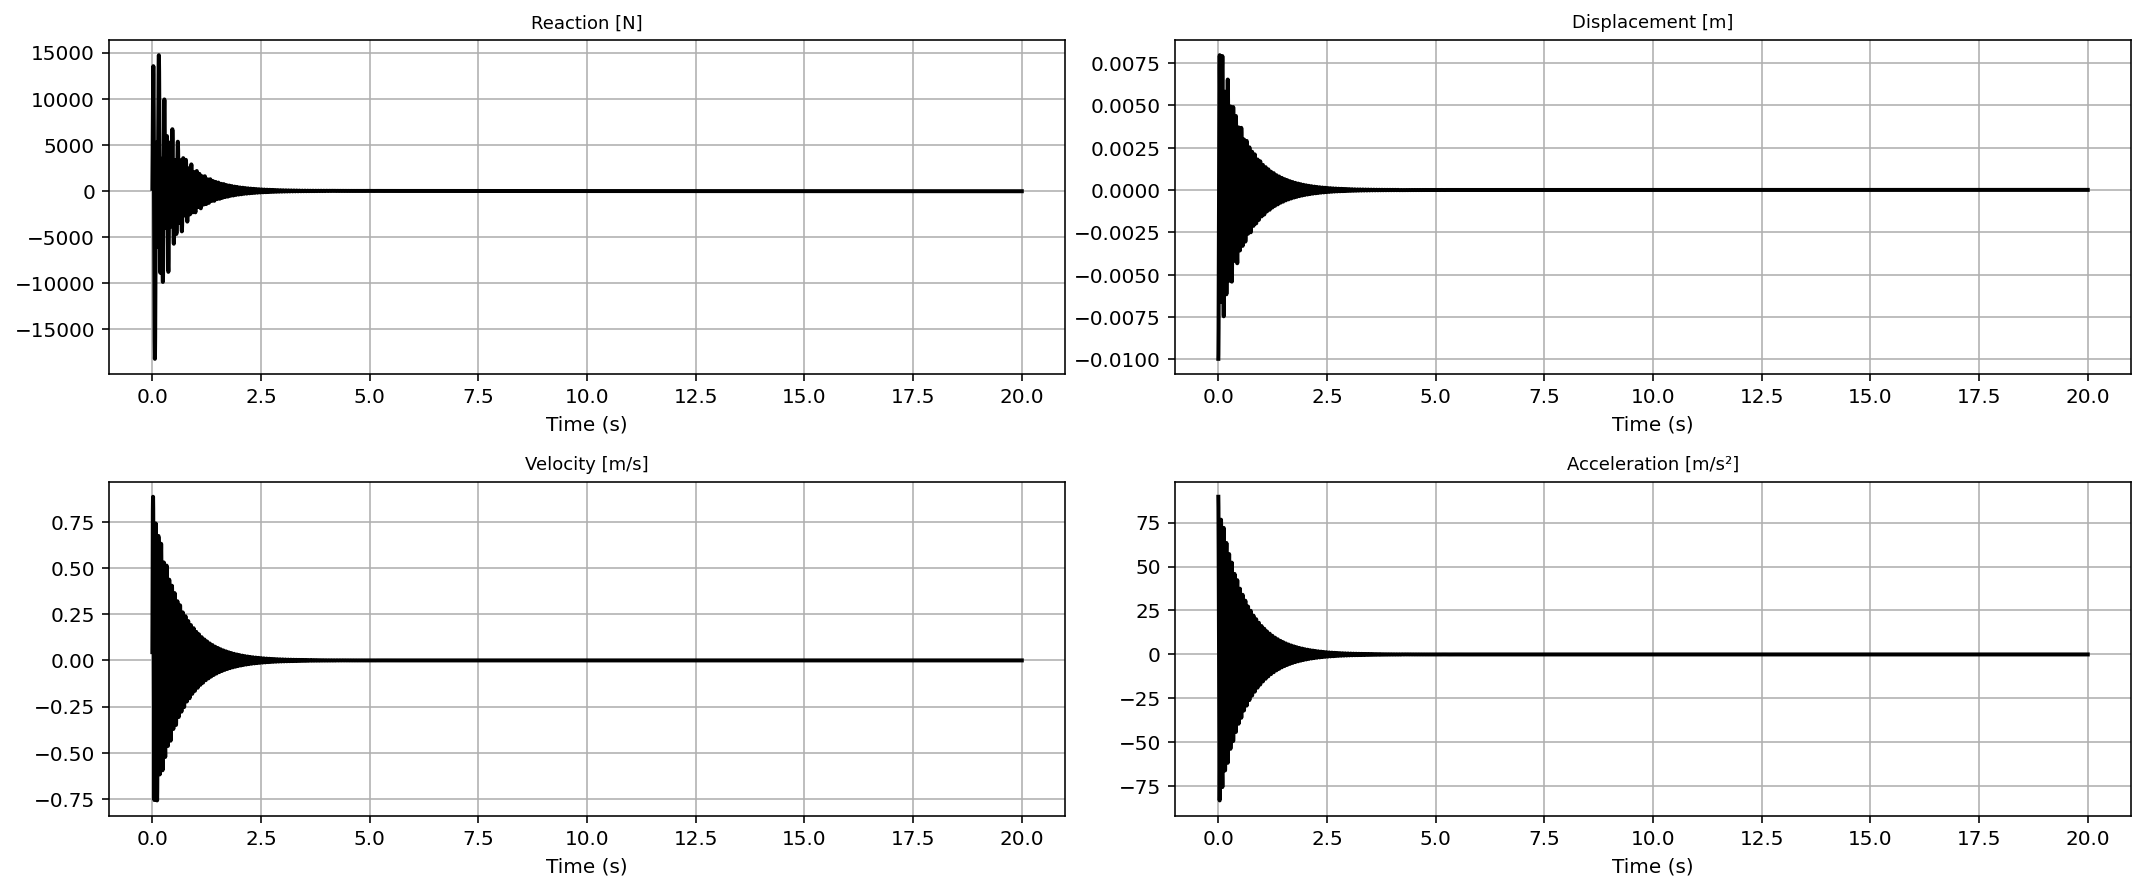 Reaction [N]
15000
10000
5000
0
−5000
−10000
−15000
0.0 2.5 5.0 7.5 10.0 12.5 15.0 17.5 20.0
Time (s)
Displacement [m]
0.0075
0.0050
0.0025
0.0000
−0.0025
−0.0050
−0.0075
−0.0100
0.0 2.5 5.0 7.5 10.0 12.5 15.0 17.5 20.0
Time (s)
Velocity [m/s]
0.75
0.50
0.25
0.00
−0.25
−0.50
−0.75
0.0 2.5 5.0 7.5 10.0 12.5 15.0 17.5 20.0
Time (s)
Acceleration [m/s²]
75
50
25
0
−25
−50
−75
0.0 2.5 5.0 7.5 10.0 12.5 15.0 17.5 20.0
Time (s)